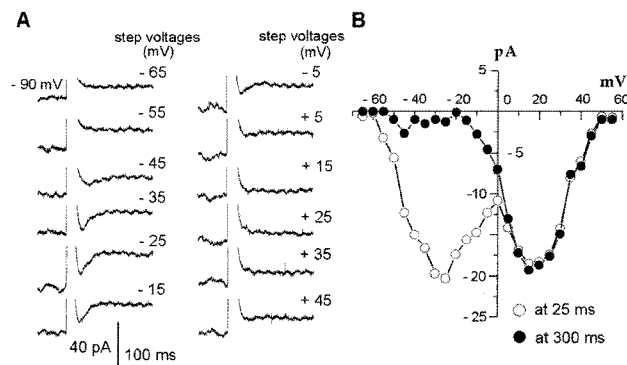 A
step voltages
(mV)
- 90 mV
- 65
- 55
- 45
- 35
- 25
- 15
40 pA
100 ms
step voltages
(mV)
- 5
+ 5
+ 15
+ 25
+ 35
+ 45
B
pA
mV
5
- 60
- 40
- 20
0
20
40
60
- 5
-10
-15
-20
- 25
at 25 ms
at 300 ms